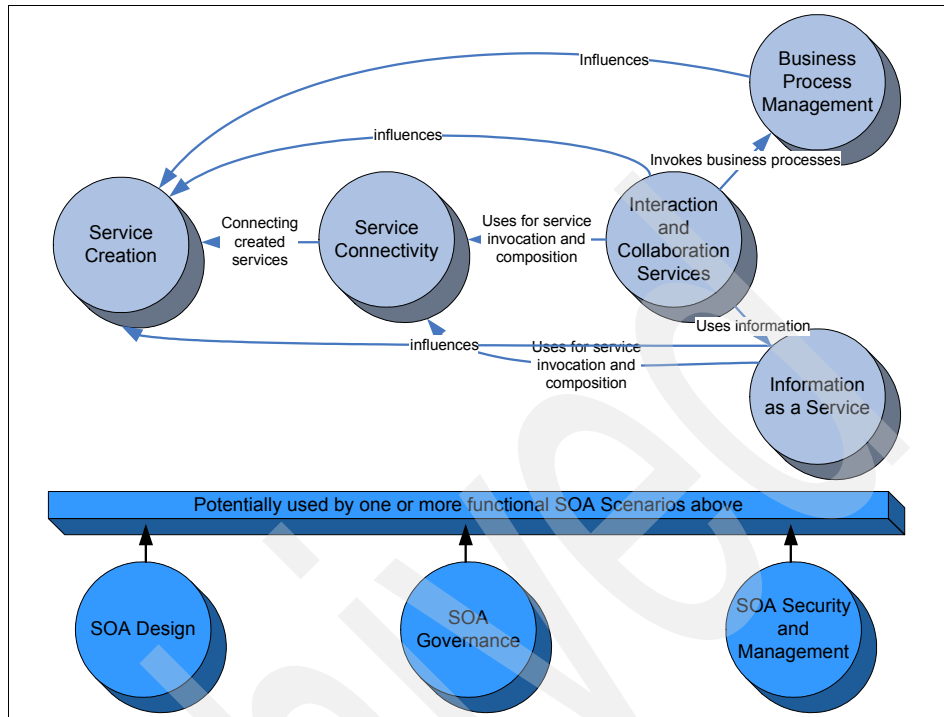 Influences
Business
Process
Management
influences
Invokes business processes
Service
Creation
Connecting
created
services
Service
Connectivity
Uses for service
invocation and
composition
Interaction
and
Collaboration
Services
Uses information
influences
Uses for service
invocation and
composition
Information
as a Service
Potentially used by one or more functional SOA Scenarios above
SOA Design
SOA
Governance
SOA Security
and
Management